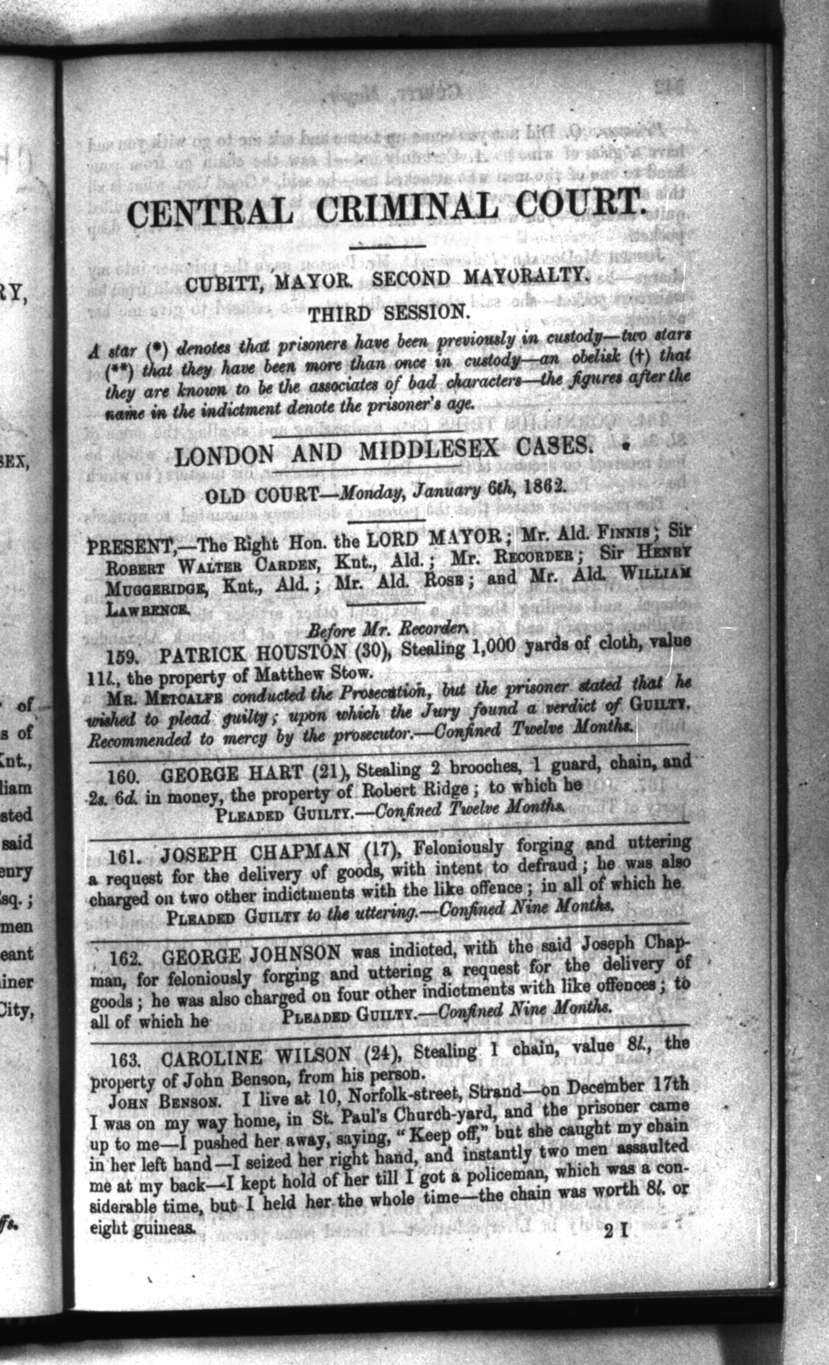 RY,
SEX,
of
s of
Knt.,
liam
sted
said
enry
Esq. ;
men
eant
iner
City,
ffs.
CENTRAL CRIMINAL COURT.
CUBITT, MAYOR. SECOND MAYORALTY.
THIRD SESSION.
A star (*) denotes that prisoners have been previously in custody—two stars
(**) that they have been more than once in custody—an obelisk (†) that
they are known to be the associates of bad characters—the figures after the
name in the indictment denote the prisoner's age.
LONDON AND MIDDLESEX CASES.
OLD COURT—Monday, January 6th, 1862.
PRESENT,—The Right Hon. the LORD MAYOR; Mr. Ald. FINNIS; Sir
ROBERT WALTER CARDEN, Knt., Ald.; Mr. RECORDER; Sir HENRY
MUGGERIDGE, Knt., Ald.; Mr. Ald. ROSE; and Mr. Ald. WILLIAM
LAWRENCE.
Before Mr. Recorder.
159. PATRICK HOUSTON (30), Stealing 1,000 yards of cloth, value
11l., the property of Matthew Stow.
MR. METCALFE conducted the Prosecution, but the prisoner stated that he
wished to plead guilty; upon which the Jury found a verdict of GUILTY.
Recommended to mercy by the prosecutor.—Confined Twelve Months.
160. GEORGE HART (21), Stealing 2 brooches, 1 guard, chain, and
2s. 6d. in money, the property of Robert Ridge; to which he
PLEADED GUILTY.—Confined Twelve Months.
161. JOSEPH CHAPMAN (17), Feloniously forging and uttering
a request for the delivery of goods, with intent to defraud; he was also
charged on two other indictments with the like offence; in all of which he
PLEADED GUILTY to the uttering.—Confined Nine Months.
162. GEORGE JOHNSON was indicted, with the said Joseph Chap-
man, for feloniously forging and uttering a request for the delivery of
goods; he was also charged on four other indictments with like offences; to
all of which he PLEADED GUILTY.—Confined Nine Months.
163. CAROLINE WILSON (24), Stealing 1 chain, value 8l., the
property of John Benson, from his person.
JOHN BENSON. I live at 10, Norfolk-street, Strand—on December 17th
I was on my way home, in St. Paul's Church-yard, and the prisoner came
up to me—I pushed her away, saying, "Keep off," but she caught my chain
in her left hand—I seized her right hand, and instantly two men assaulted
me at my back—I kept hold of her till I got a policeman, which was a con-
siderable time, but I held her the whole time—the chain was worth 8l. or
eight guineas.
2 I